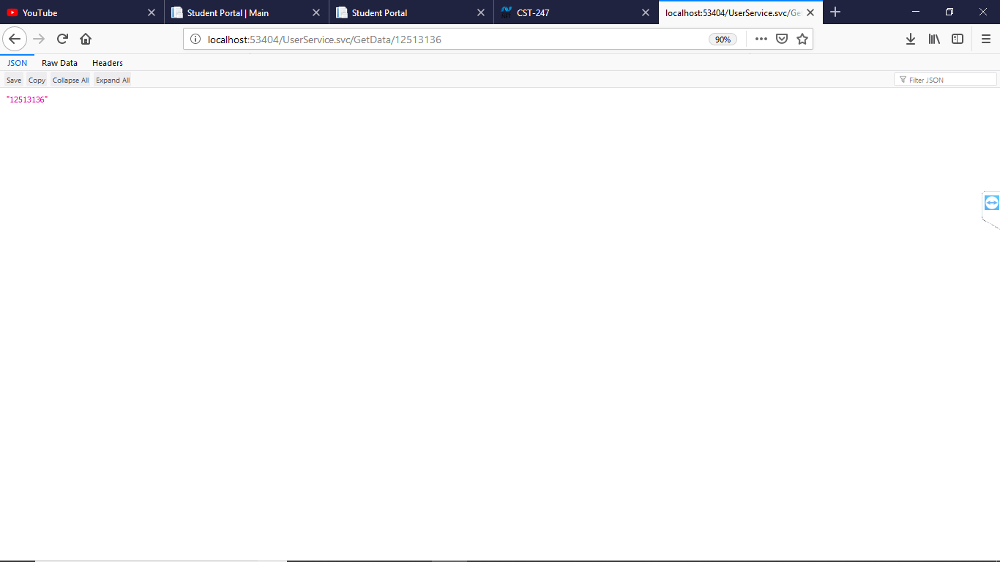 YouTube
Student Portal | Main
Student Portal
CST-247
localhost:53404/UserService.svc/Get
localhost:53404/UserService.svc/GetData/12513136
90%
JSON
Raw Data
Headers
Save
Copy
Collapse All
Expand All
Filter JSON
"12513136"